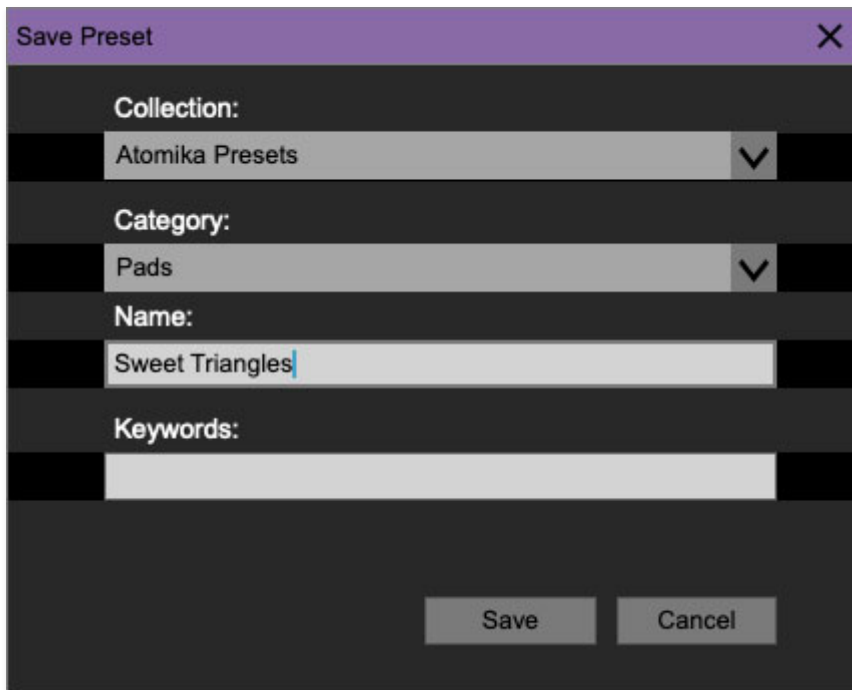 Save Preset
Collection:
Atomika Presets
Category:
Pads
Name:
Sweet Triangles
Keywords:
Save Cancel